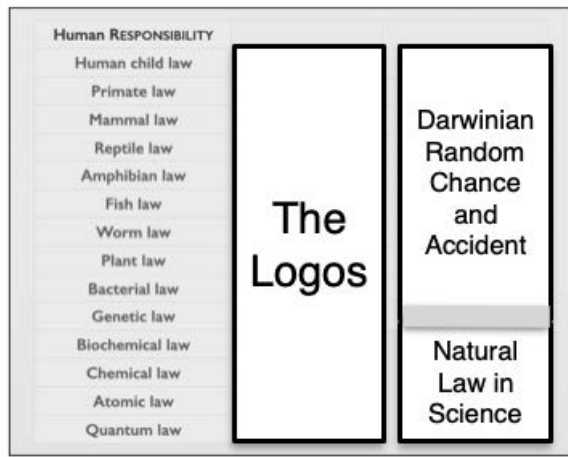 Human RESPONSIBILITY
Human child law
Primate law
Mammal law
Reptile law
Amphibian law
Fish law
Worm law
Plant law
Bacterial law
Genetic law
Biochemical law
Chemical law
Atomic law
Quantum law
The
Logos
Darwinian
Random
Chance
and
Accident
Natural
Law in
Science